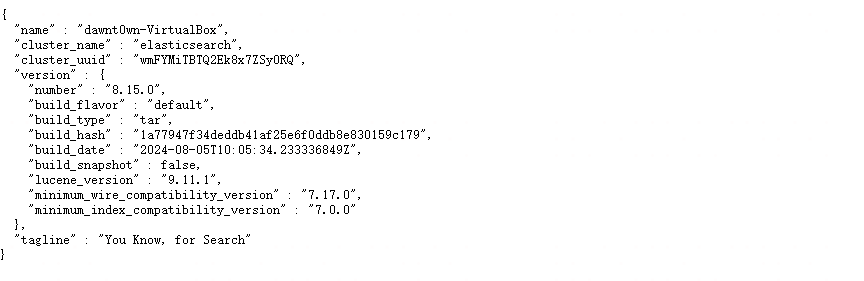 {
  "name" : "dawnt0wn-VirtualBox",
  "cluster_name" : "elasticsearch",
  "cluster_uuid" : "wmFYMiTBTQ2Ek8x7ZSy0RQ",
  "version" : {
    "number" : "8.15.0",
    "build_flavor" : "default",
    "build_type" : "tar",
    "build_hash" : "1a77947f34deddb41af25e6f0ddb8e830159c179",
    "build_date" : "2024-08-05T10:05:34.233336849Z",
    "build_snapshot" : false,
    "lucene_version" : "9.11.1",
    "minimum_wire_compatibility_version" : "7.17.0",
    "minimum_index_compatibility_version" : "7.0.0"
  },
  "tagline" : "You Know, for Search"
}